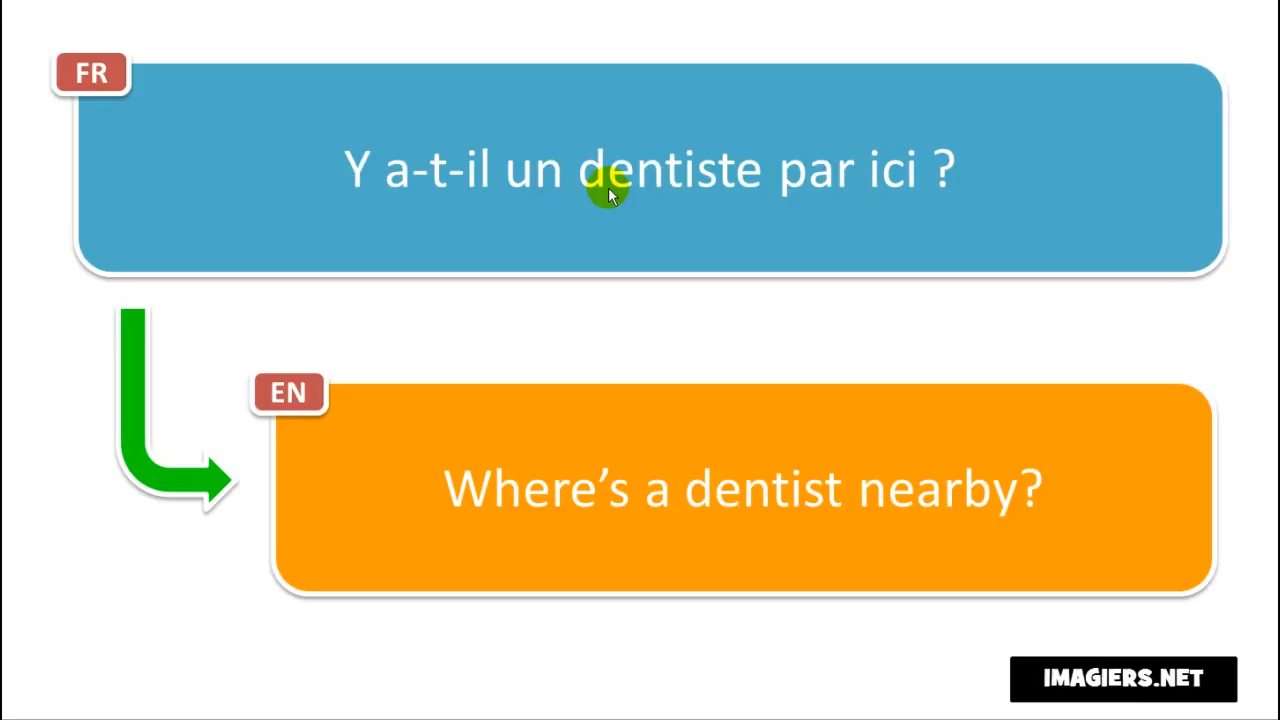 FR
Y a-t-il un dentiste par ici ?
EN
Where’s a dentist nearby?
IMAGIERS.NET